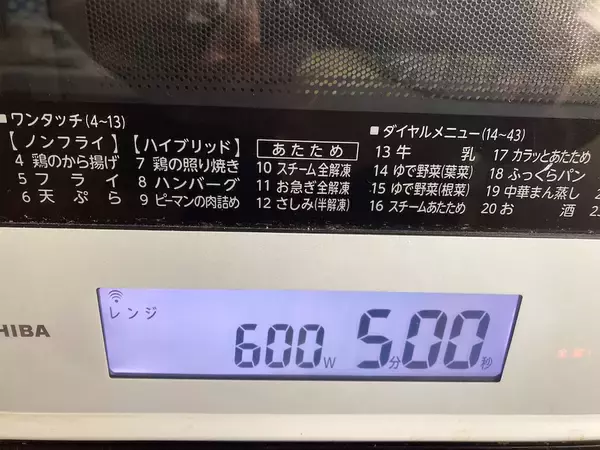 ■ワンタッチ(4~13)
【ノンフライ】
4 鶏のから揚げ
5 フライ
6 天ぷら
【ハイブリッド】
7 鶏の照り焼き
8 ハンバーグ
9 ピーマンの肉詰め
あたため
10 スチーム全解凍
11 お急ぎ全解凍
12 さしみ(半解凍)
■ダイヤルメニュー(14~43)
13 牛乳
14 ゆで野菜(葉菜)
15 ゆで野菜(根菜)
16 スチームあたため
17 カラッとあたため
18 ふっくらパン
19 中華まん蒸し
20 お酒
HIBA
レンジ
600W 5分00秒